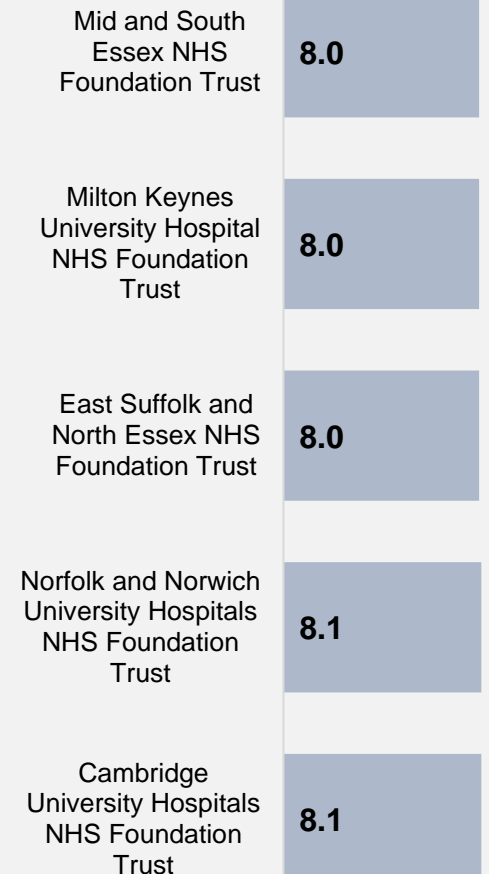 Mid and South
Essex NHS
Foundation Trust
8.0
Milton Keynes
University Hospital
NHS Foundation
Trust
8.0
East Suffolk and
North Essex NHS
Foundation Trust
8.0
Norfolk and Norwich
University Hospitals
NHS Foundation
Trust
8.1
Cambridge
University Hospitals
NHS Foundation
Trust
8.1